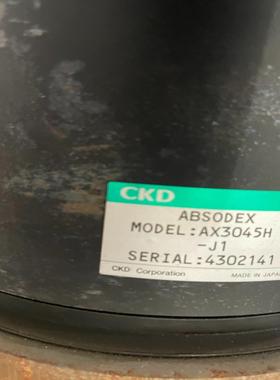 CKD
ABSODEX
MODEL:AX3045H
-J1
SERIAL:4302141
CKD Corporation
MADE IN JAPAN